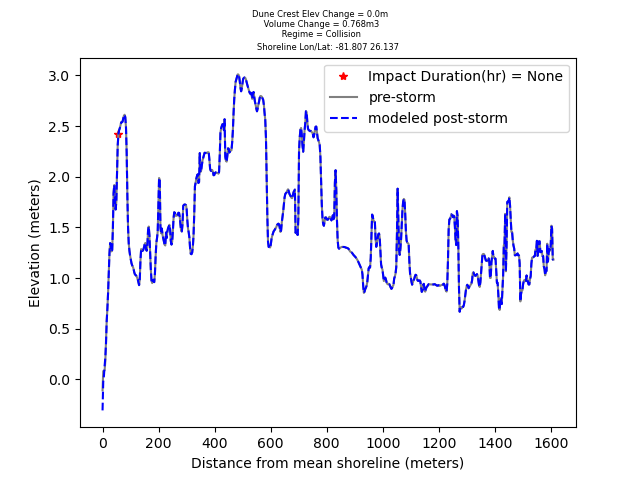 Dune Crest Elev Change = 0.0m
Volume Change = 0.768m3
Regime = Collision
Shoreline Lon/Lat: -81.807 26.137
Impact Duration(hr) = None
pre-storm
modeled post-storm
3.0
2.5
2.0
1.5
1.0
0.5
0.0
Elevation (meters)
0 200 400 600 800 1000 1200 1400 1600
Distance from mean shoreline (meters)